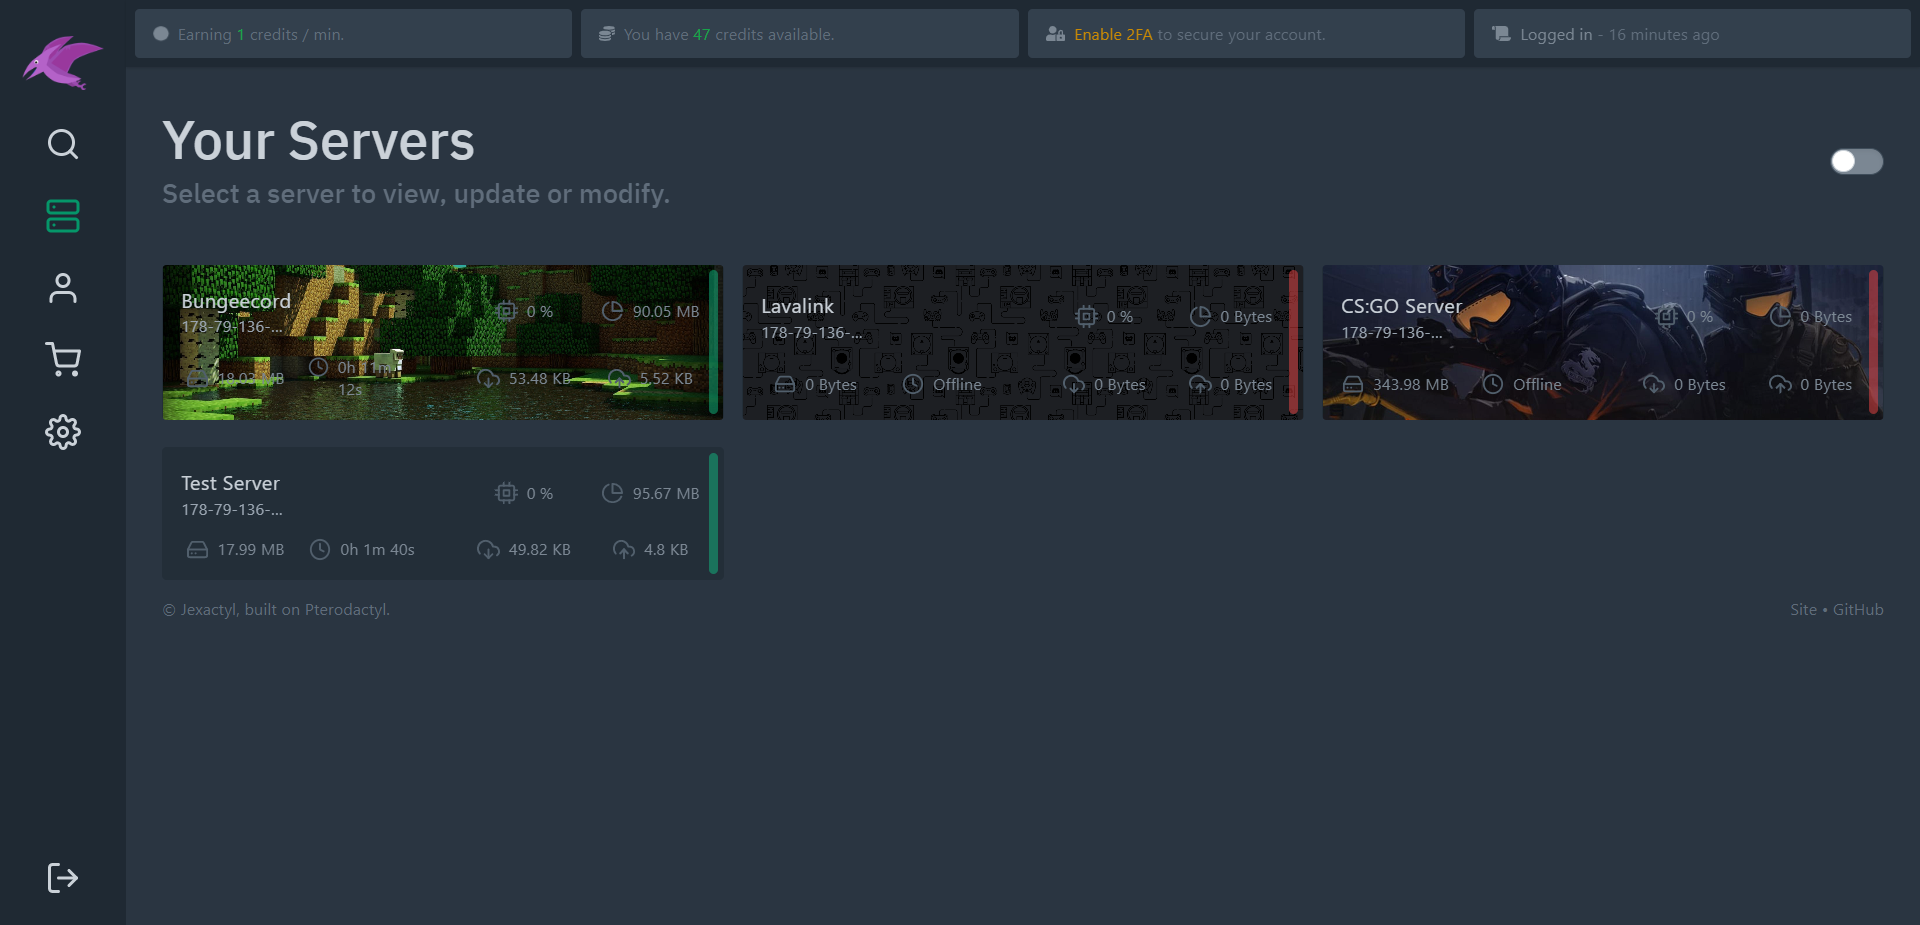 Earning 1 credits / min.
You have 47 credits available.
Enable 2FA to secure your account.
Logged in - 16 minutes ago
Your Servers
Select a server to view, update or modify.
Bungeecord
178-79-136-...
0 %
90.05 MB
18.03 MB
0h 11m
12s
53.48 KB
5.52 KB
Lavalink
178-79-136-...
0 %
0 Bytes
0 Bytes
Offline
0 Bytes
0 Bytes
CS:GO Server
178-79-136-...
0 %
0 Bytes
343.98 MB
Offline
0 Bytes
0 Bytes
Test Server
178-79-136-...
0 %
95.67 MB
17.99 MB
0h 1m 40s
49.82 KB
4.8 KB
© Jexactyl, built on Pterodactyl.
Site • GitHub